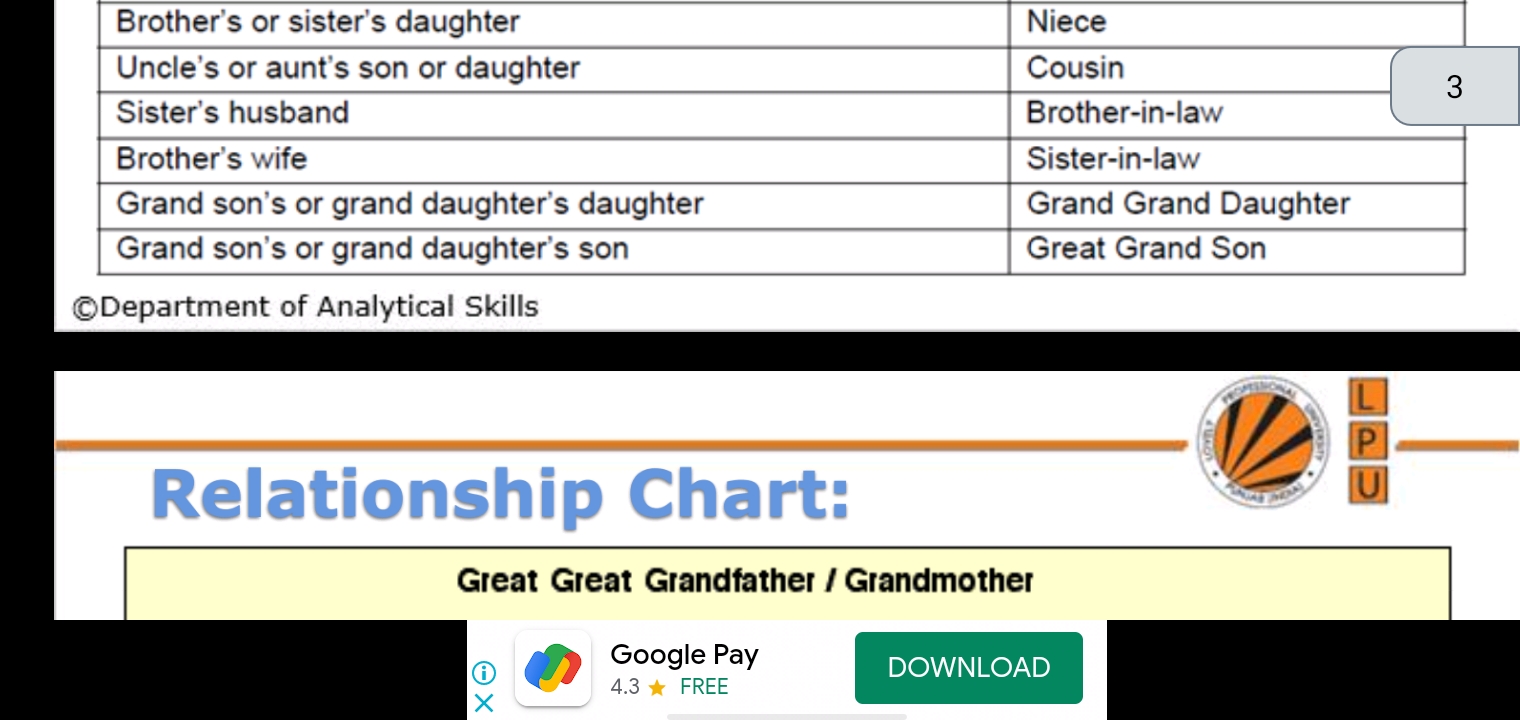 Brother's or sister's daughter Niece
Uncle's or aunt's son or daughter Cousin
3
Sister's husband Brother-in-law
Brother's wife Sister-in-law
Grand son's or grand daughter's daughter Grand Grand Daughter
Grand son's or grand daughter's son Great Grand Son
©Department of Analytical Skills
LOVELY PROFESSIONAL UNIVERSITY
PUNJAB (INDIA)
L
P
U
Relationship Chart:
Great Great Grandfather / Grandmother
Google Pay
4.3 ★ FREE
DOWNLOAD